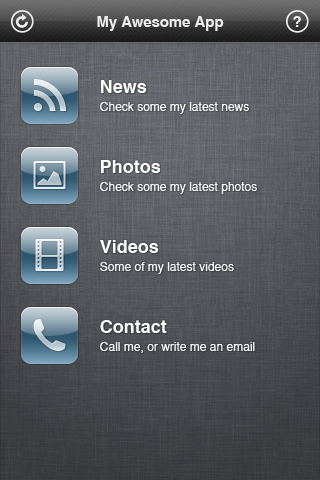 My Awesome App
?
News
Check some my latest news
Photos
Check some my latest photos
Videos
Some of my latest videos
Contact
Call me, or write me an email